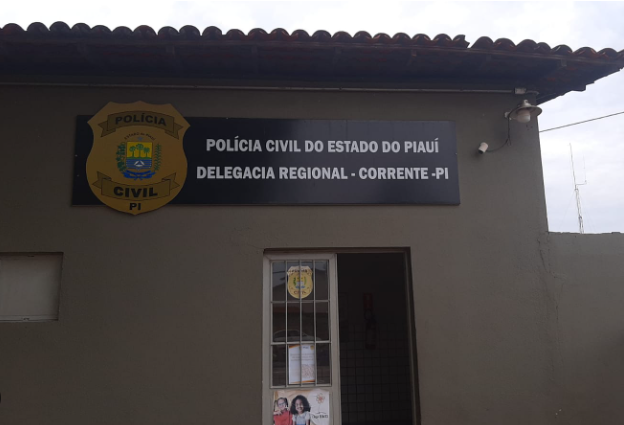 POLÍCIA
CIVIL
PI
POLÍCIA CIVIL DO ESTADO DO PIAUÍ
DELEGACIA REGIONAL - CORRENTE -PI